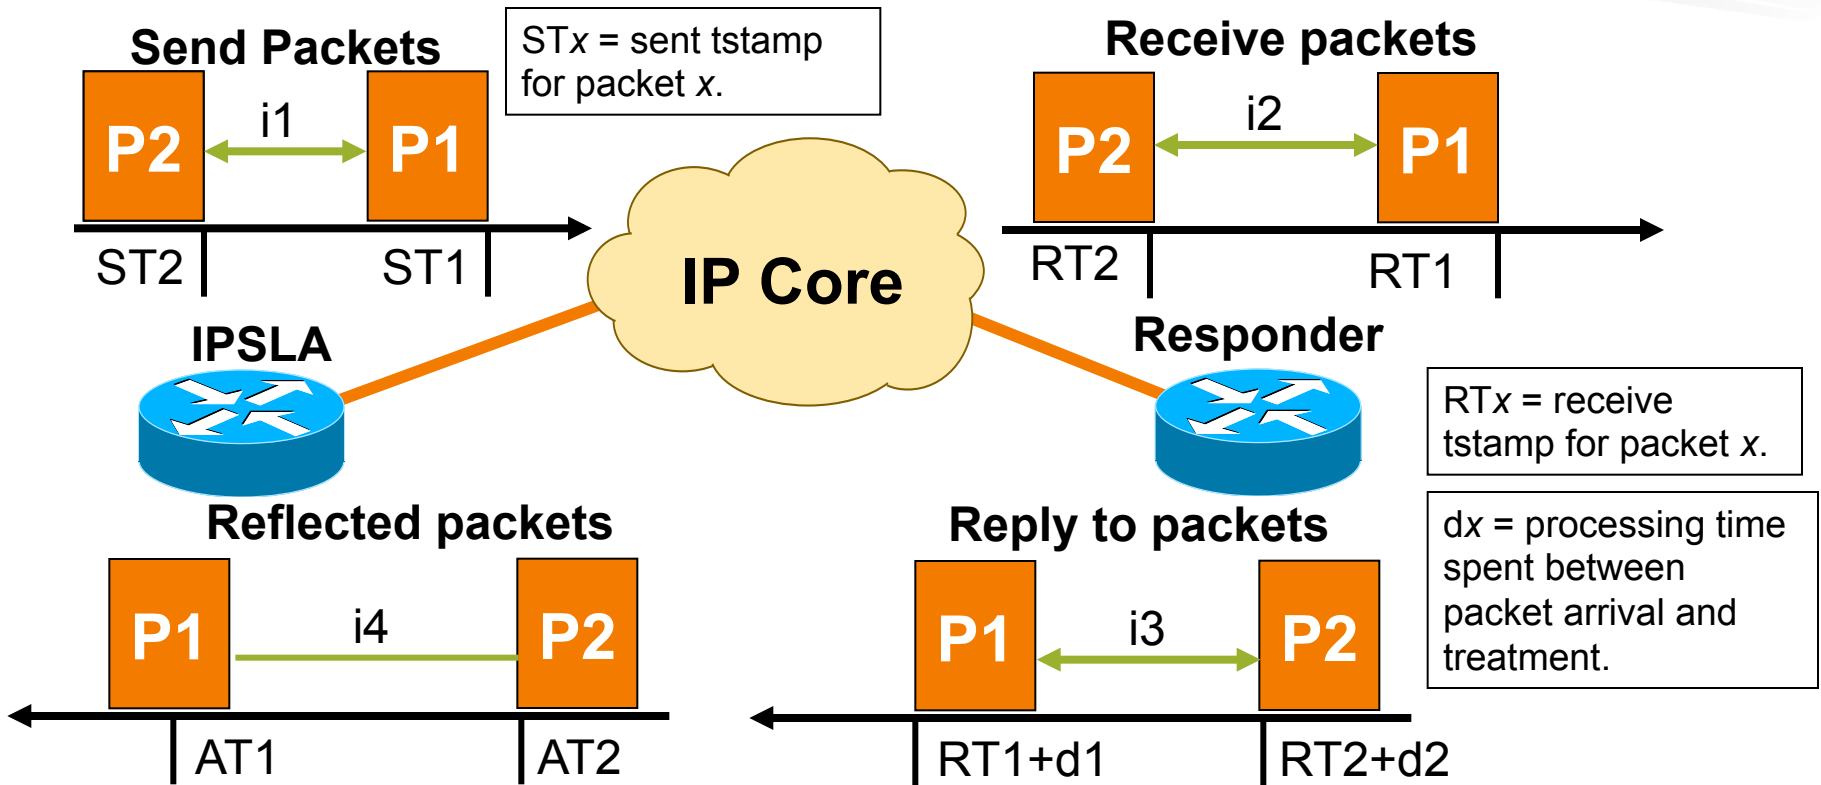 Send Packets
STx = sent tstamp
for packet x.
Receive packets
P2
i1
P1
P2
i2
P1
ST2
ST1
IP Core
RT2
RT1
IPSLA
Responder
RTx = receive
tstamp for packet x.
Reflected packets
Reply to packets
dx = processing time
spent between
packet arrival and
treatment.
P1
i4
P2
P1
i3
P2
AT1
AT2
RT1+d1
RT2+d2